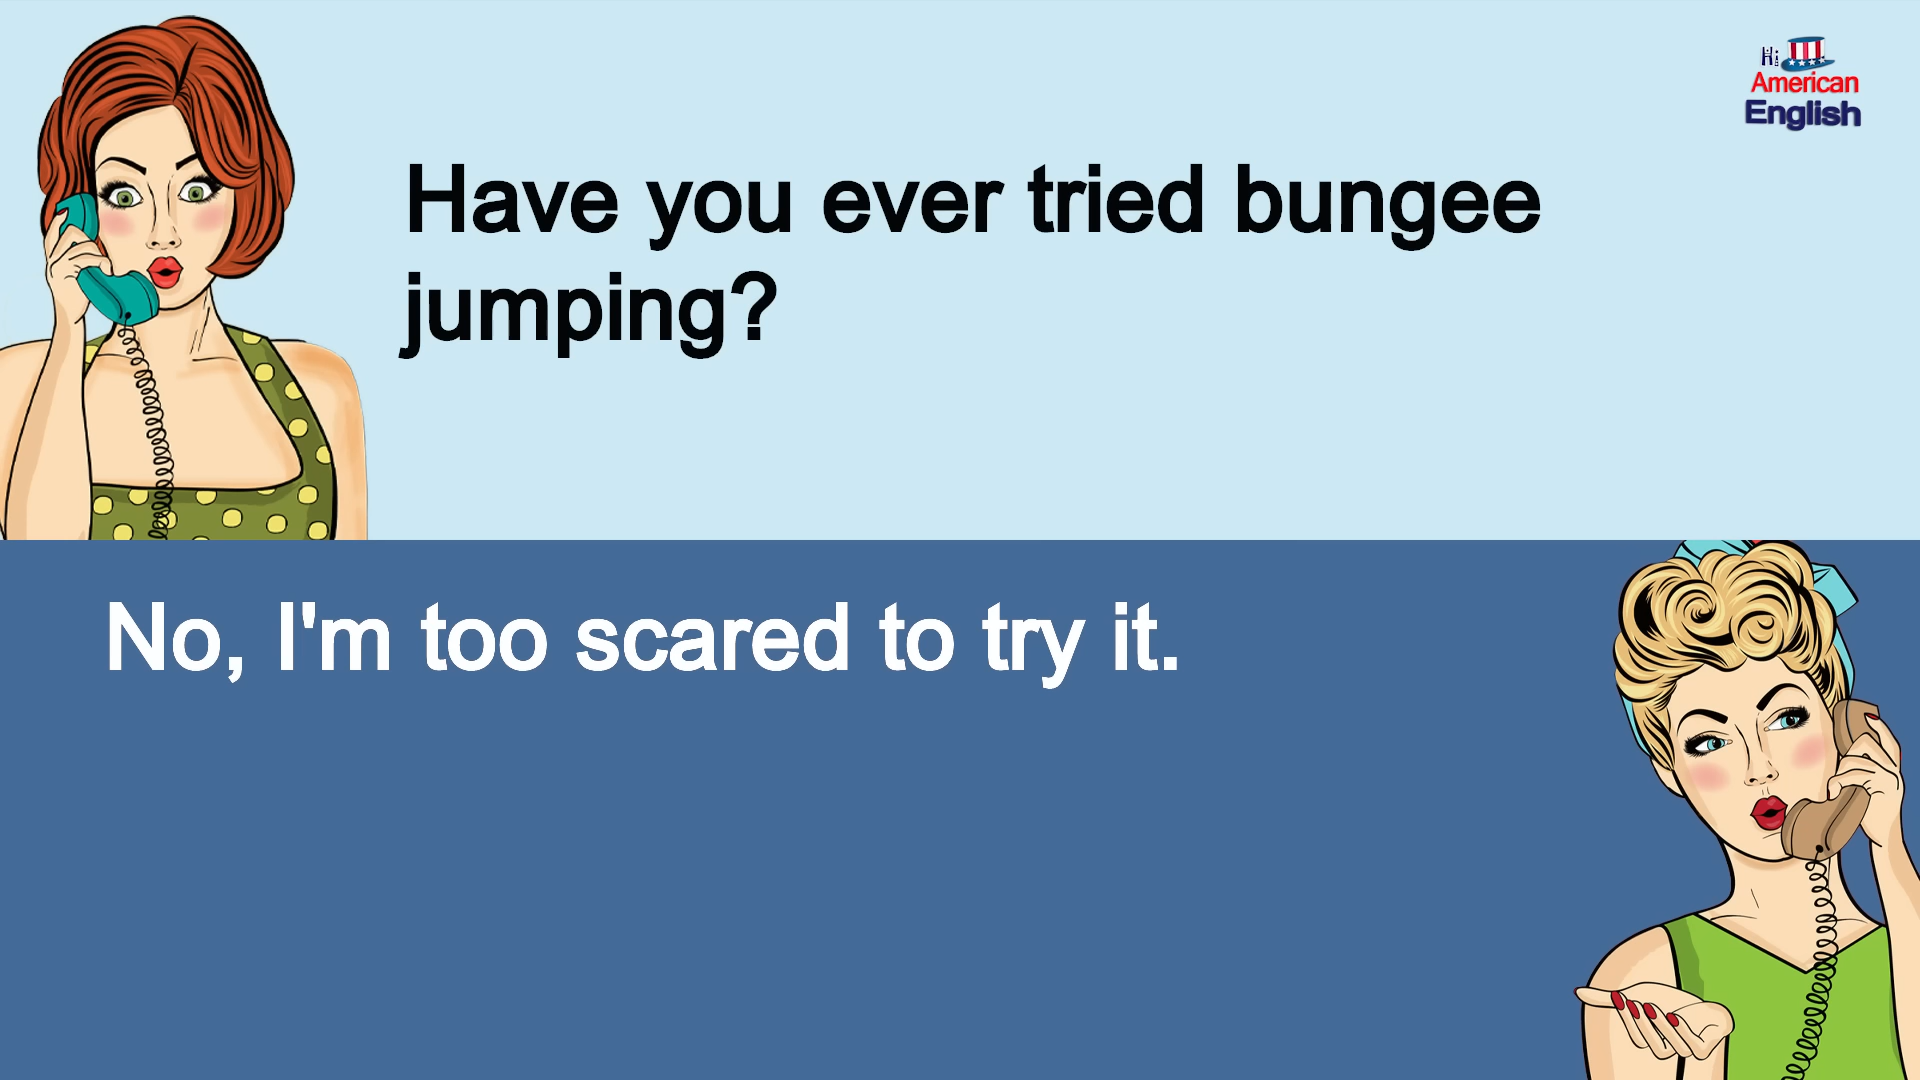 Hi
American
English
Have you ever tried bungee
jumping?
No, I'm too scared to try it.